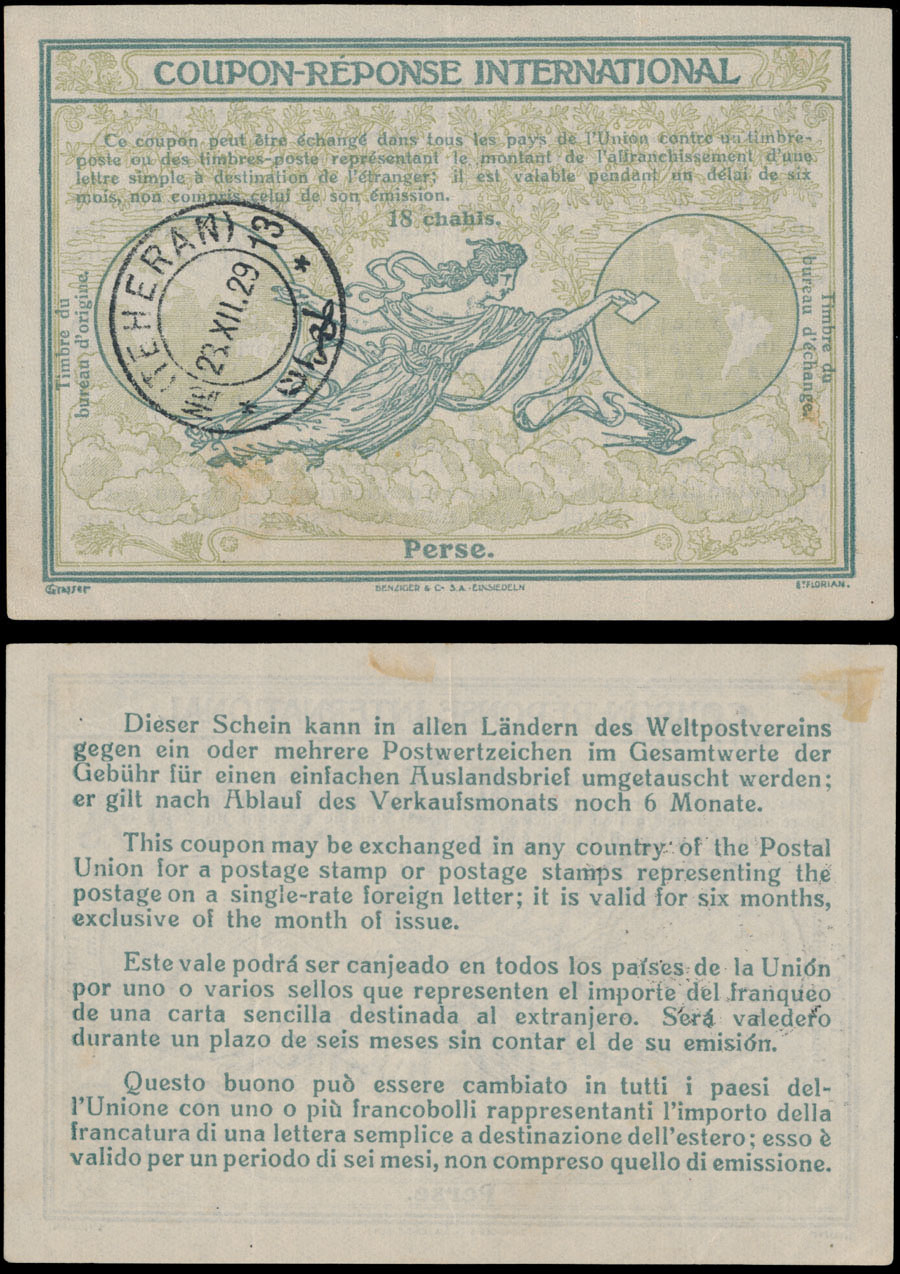 COUPON-RÉPONSE INTERNATIONAL
Ce coupon peut être échangé dans tous les pays de l'Union contre un timbre-
poste ou des timbres-poste représentant le montant de l'affranchissement d'une
lettre simple à destination de l'étranger; il est valable pendant un délai de six
mois, non compris celui de son émission.
18 chahis.
Timbre du
bureau d'origine.
(TEHERAN) 13
23.XII.29
Timbre du
bureau d'échange.
Perse.
Grasset
BENZIGER & Co S.A.-EINSIEDELN
E. FLORIAN.
Dieser Schein kann in allen Ländern des Weltpostvereins
gegen ein oder mehrere Postwertzeichen im Gesamtwerte der
Gebühr für einen einfachen Auslandsbrief umgetauscht werden;
er gilt nach Ablauf des Verkaufsmonats noch 6 Monate.
This coupon may be exchanged in any country of the Postal
Union for a postage stamp or postage stamps representing the
postage on a single-rate foreign letter; it is valid for six months,
exclusive of the month of issue.
Este vale podrá ser canjeado en todos los países de la Unión
por uno o varios sellos que representen el importe del franqueo
de una carta sencilla destinada al extranjero. Será valedero
durante un plazo de seis meses sin contar el de su emisión.
Questo buono può essere cambiato in tutti i paesi del-
l'Unione con uno o più francobolli rappresentanti l'importo della
francatura di una lettera semplice a destinazione dell'estero; esso è
valido per un periodo di sei mesi, non compreso quello di emissione.